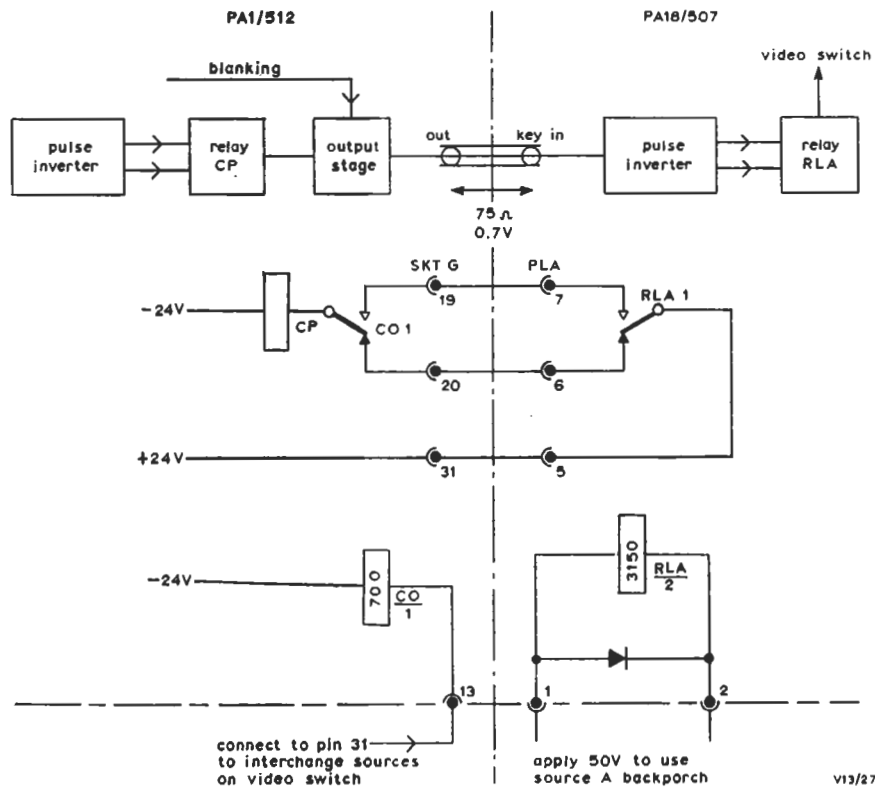 PA1/512
PA18/507
blanking
video switch
pulse
inverter
relay
CP
output
stage
out
key in
pulse
inverter
relay
RLA
75Ω
0.7V
SKT G
PLA
19
7
RLA 1
-24V
CP
CO 1
20
6
+24V
31
5
-24V
700
CO
1
3150
RLA
2
13
1
2
connect to pin 31
to interchange sources
on video switch
apply 50V to use
source A backporch
V13/27